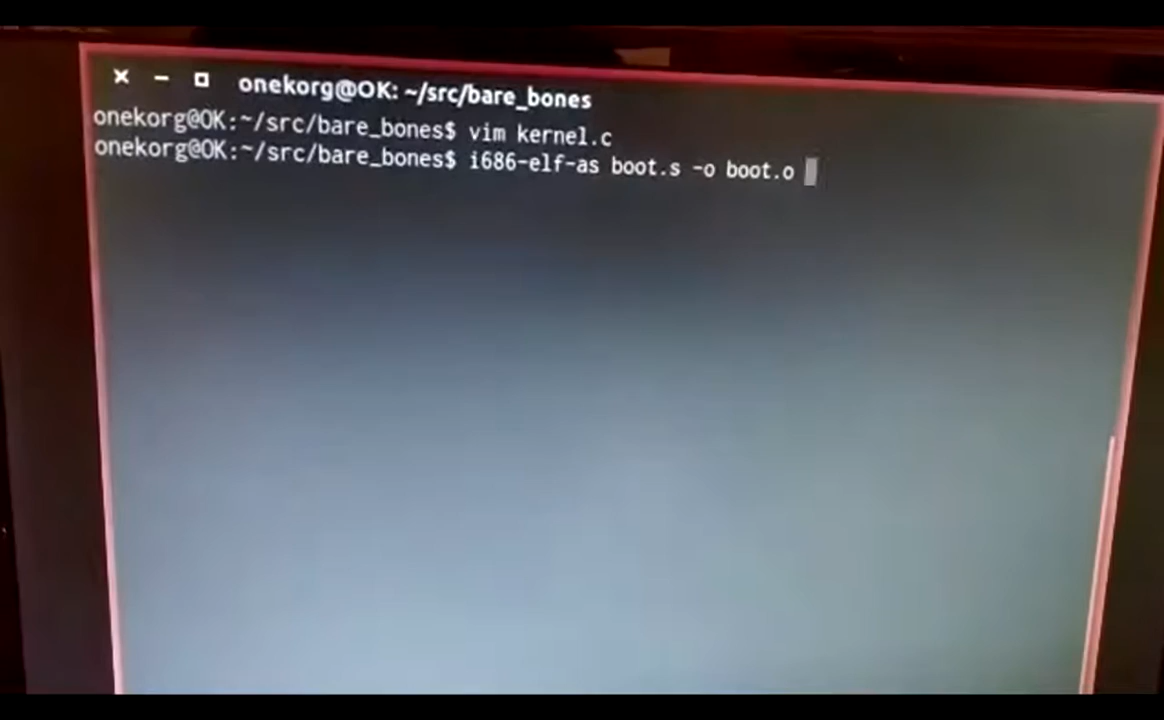 onekorg@OK: ~/src/bare_bones
onekorg@OK:~/src/bare_bones$ vim kernel.c
onekorg@OK:~/src/bare_bones$ i686-elf-as boot.s -o boot.o